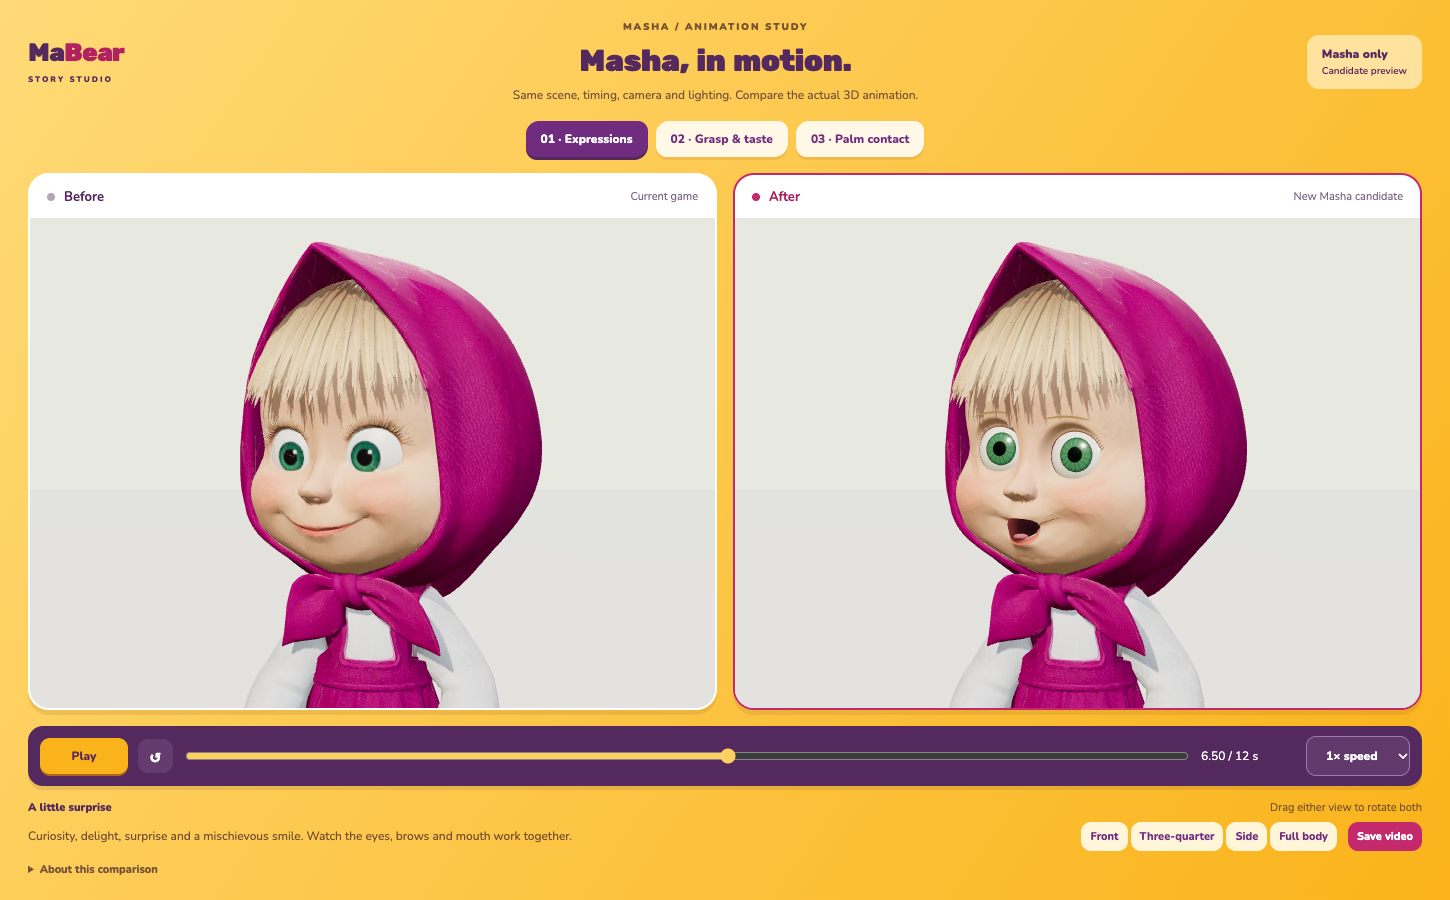 MASHA / ANIMATION STUDY
MaBear
STORY STUDIO
Masha, in motion.
Same scene, timing, camera and lighting. Compare the actual 3D animation.
Masha only
Candidate preview
01 · Expressions
02 · Grasp & taste
03 · Palm contact
Before
Current game
After
New Masha candidate
Play
6.50 / 12 s
1× speed
A little surprise
Drag either view to rotate both
Curiosity, delight, surprise and a mischievous smile. Watch the eyes, brows and mouth work together.
Front
Three-quarter
Side
Full body
Save video
About this comparison